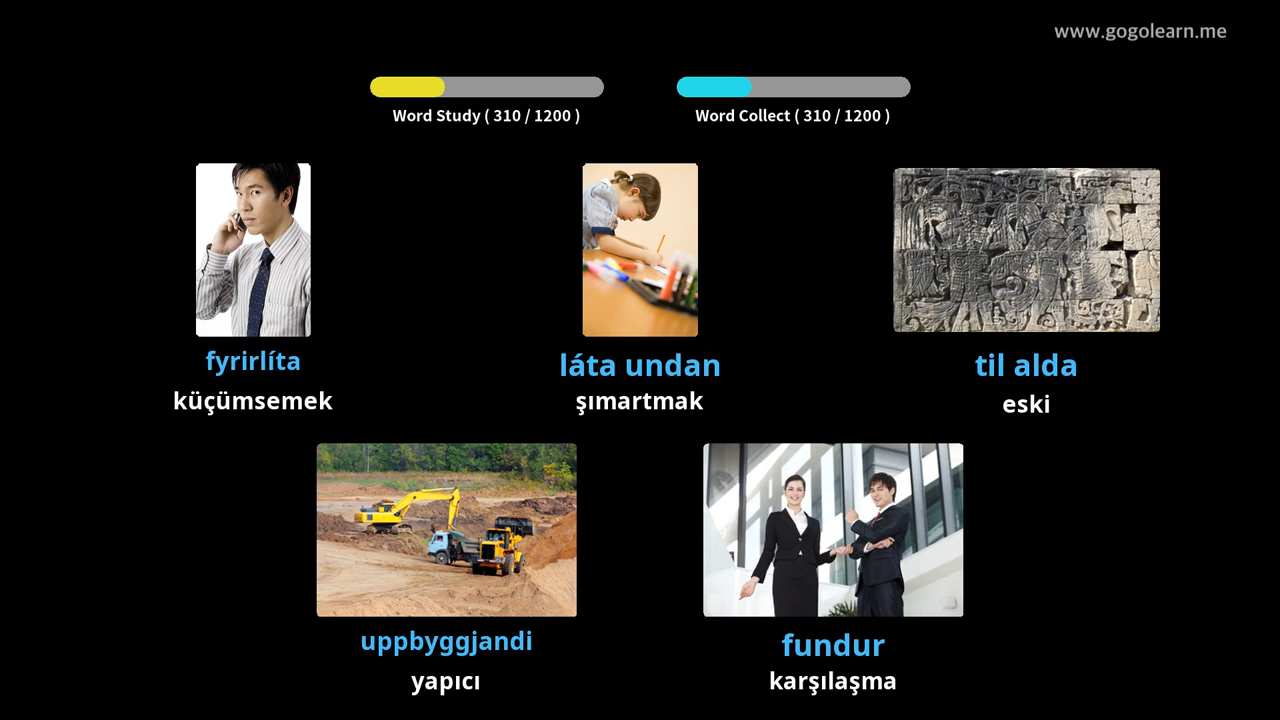 www.gogolearn.me
Word Study ( 310 / 1200 )
Word Collect ( 310 / 1200 )
fyrirlíta
küçümsemek
láta undan
şımartmak
til alda
eski
uppbyggjandi
yapıcı
fundur
karşılaşma